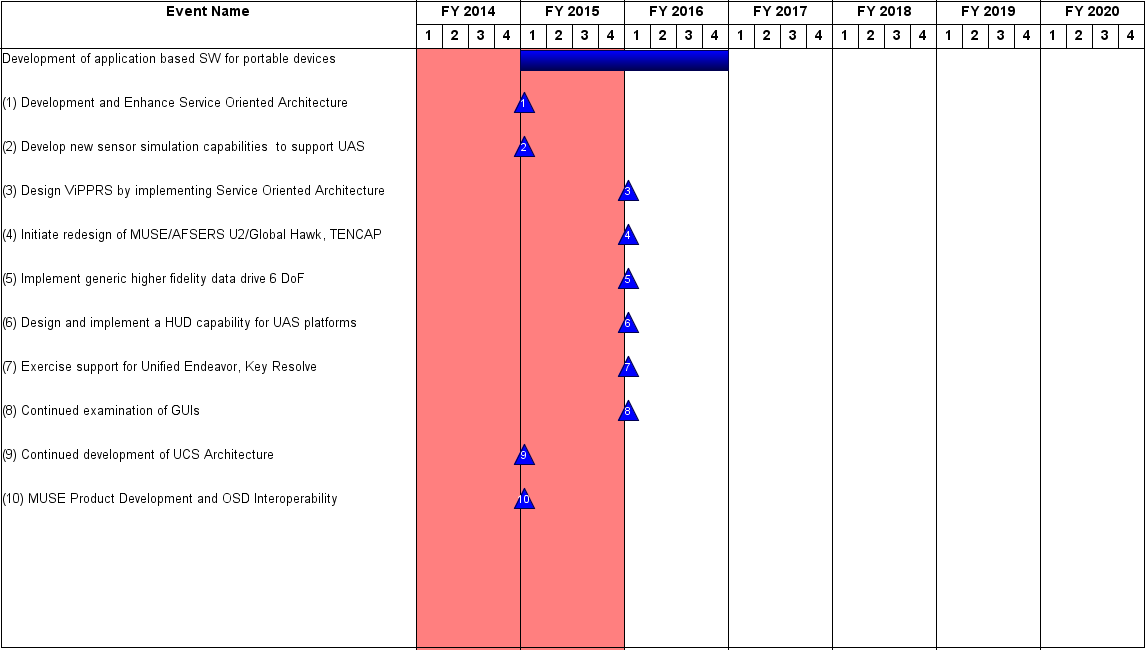 Event Name FY 2014 FY 2015 FY 2016 FY 2017 FY 2018 FY 2019 FY 2020
1 2 3 4 1 2 3 4 1 2 3 4 1 2 3 4 1 2 3 4 1 2 3 4 1 2 3 4
Development of application based SW for portable devices
(1) Development and Enhance Service Oriented Architecture 1
(2) Develop new sensor simulation capabilities to support UAS 2
(3) Design ViPPRS by implementing Service Oriented Architecture 3
(4) Initiate redesign of MUSE/AFSERS U2/Global Hawk, TENCAP 4
(5) Implement generic higher fidelity data drive 6 DoF 5
(6) Design and implement a HUD capability for UAS platforms 6
(7) Exercise support for Unified Endeavor, Key Resolve 7
(8) Continued examination of GUIs 8
(9) Continued development of UCS Architecture 9
(10) MUSE Product Development and OSD Interoperability 10